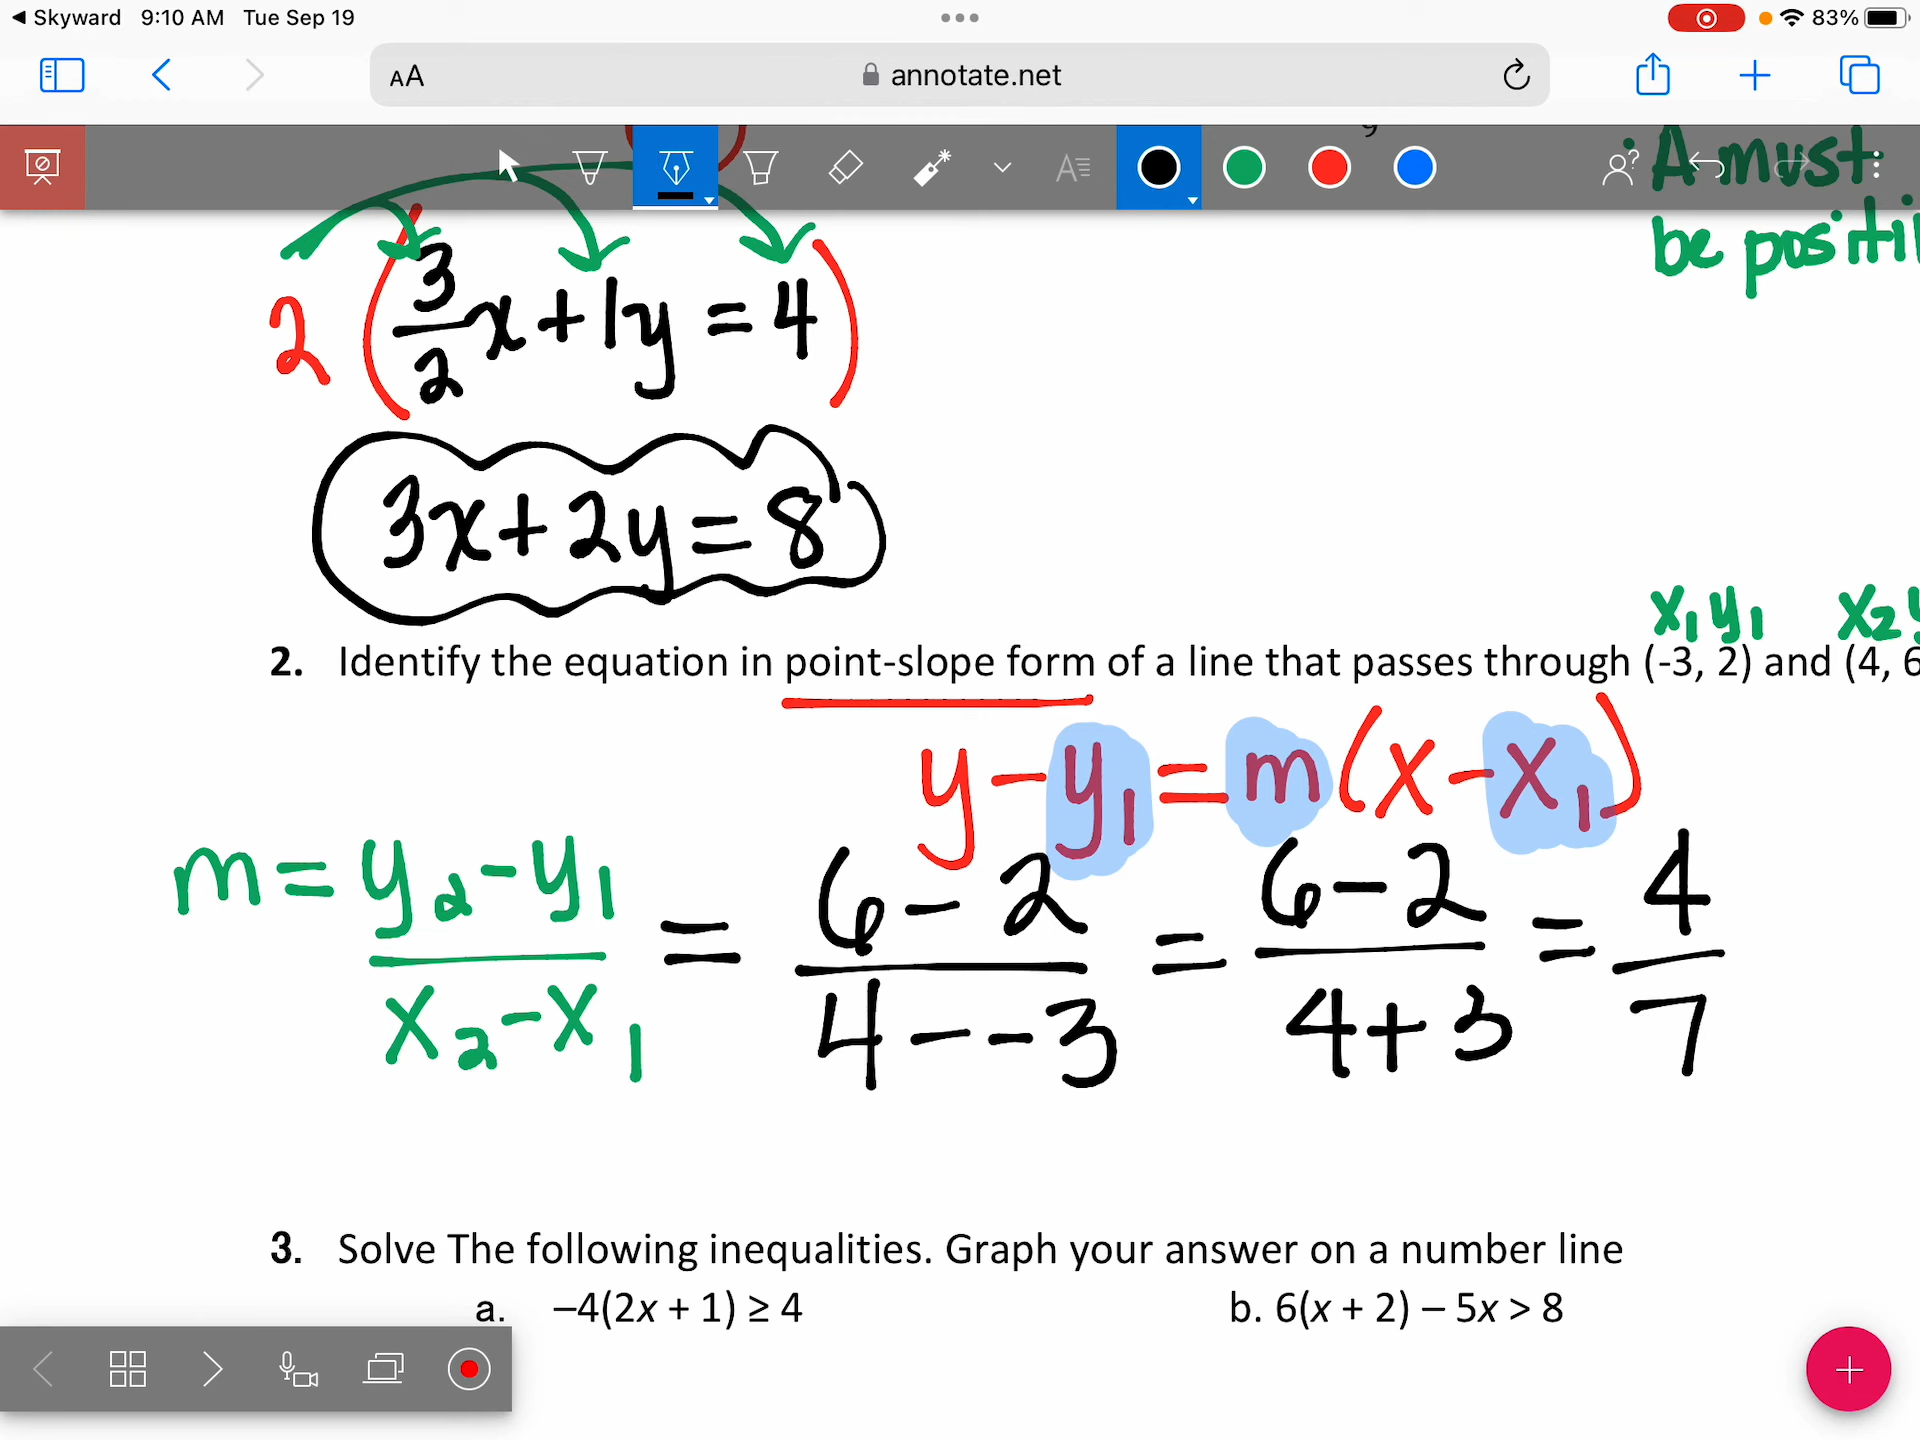 Skyward 9:10 AM Tue Sep 19 83%
AA annotate.net
A must
be positi
2 (3/2 x + 1y = 4)
3x + 2y = 8
x₁ y₁ x₂
2. Identify the equation in point-slope form of a line that passes through (-3, 2) and (4, 6
y - y₁ = m(x - x₁)
m = y₂ - y₁ / x₂ - x₁ = 6 - 2 / 4 - -3 = 6 - 2 / 4 + 3 = 4 / 7
3. Solve The following inequalities. Graph your answer on a number line
a. –4(2x + 1) ≥ 4 b. 6(x + 2) – 5x > 8